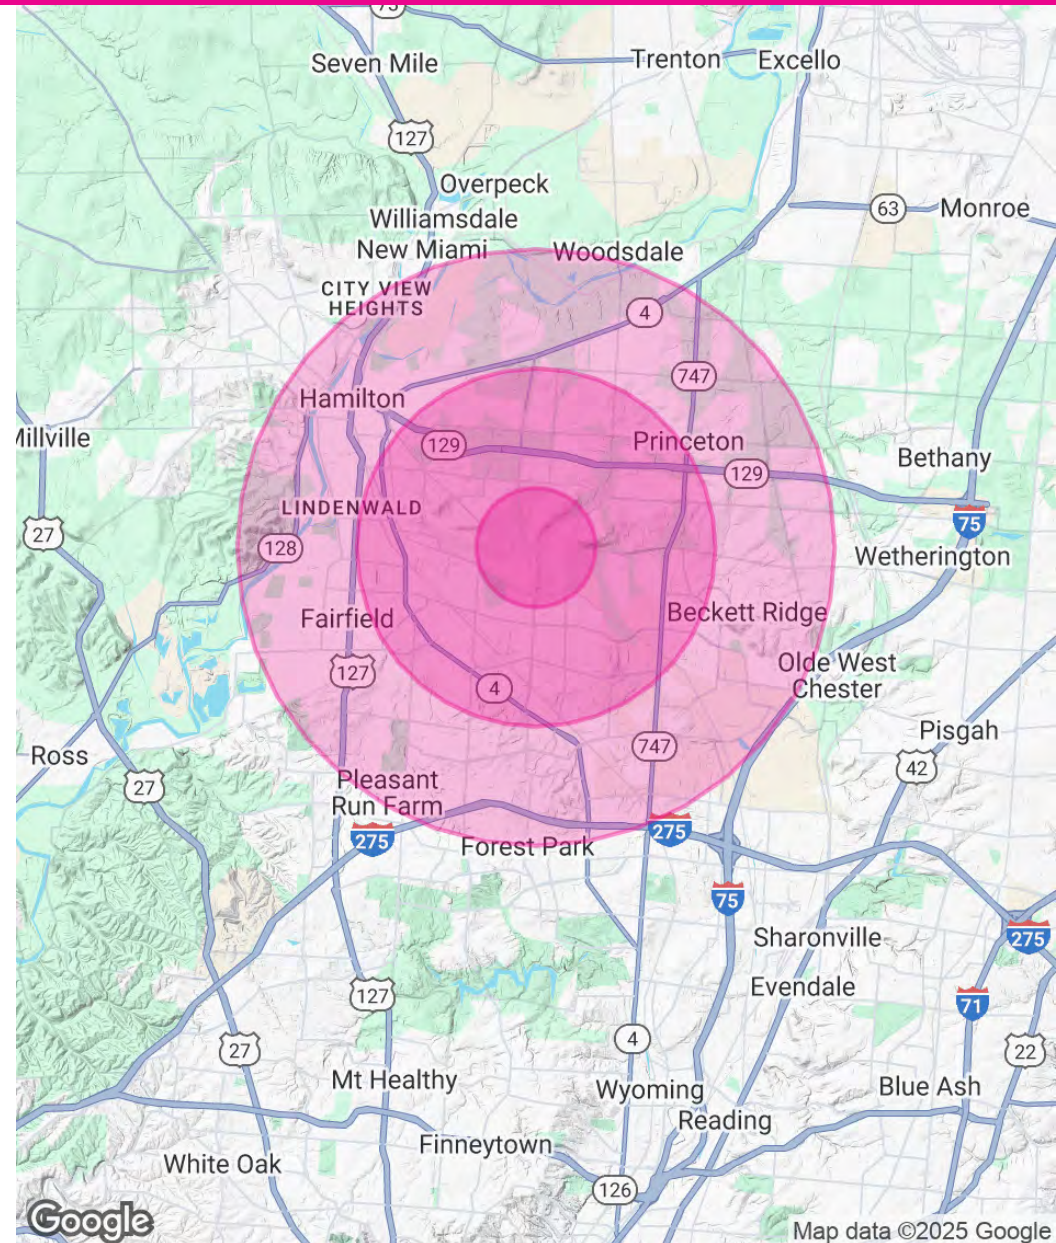 73
Seven Mile
Trenton
Excello
127
Overpeck
Williamsdale
63
Monroe
New Miami
Woodsdale
CITY VIEW
HEIGHTS
4
747
Hamilton
Millville
129
Princeton
129
Bethany
LINDENWALD
75
27
128
Wetherington
Fairfield
Beckett Ridge
127
4
Olde West
Chester
Pisgah
Ross
747
42
27
Pleasant
Run Farm
275
275
Forest Park
75
Sharonville
275
Evendale
127
71
4
27
22
Mt Healthy
Wyoming
Blue Ash
Reading
Finneytown
White Oak
126
Google
Map data ©2025 Google